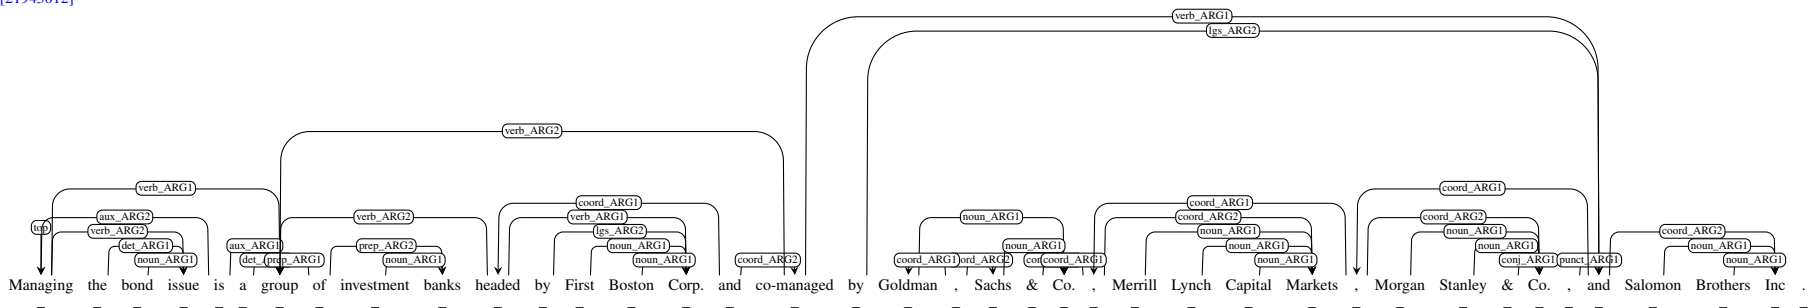 verb_ARG1
lgs_ARG2
verb_ARG2
verb_ARG1 coord_ARG1
coord_ARG1 verb_ARG1 coord_ARG1
top aux_ARG2 verb_ARG2 verb_ARG1 noun_ARG1 coord_ARG2 coord_ARG2
verb_ARG2 lgs_ARG2 noun_ARG1 noun_ARG1 coord_ARG2
det_ARG1 aux_ARG1 prep_ARG2 noun_ARG1 noun_ARG1 noun_ARG1 noun_ARG1 noun_ARG1
noun_ARG1 prep_ARG1 noun_ARG1 noun_ARG1 coord_ARG2 coord_ARG1 coord_ARG1 noun_ARG1 conj_ARG1 punct_ARG1 noun_ARG1
Managing the bond issue is a group of investment banks headed by First Boston Corp. and co-managed by Goldman , Sachs & Co. , Merrill Lynch Capital Markets , Morgan Stanley & Co. , and Salomon Brothers Inc .